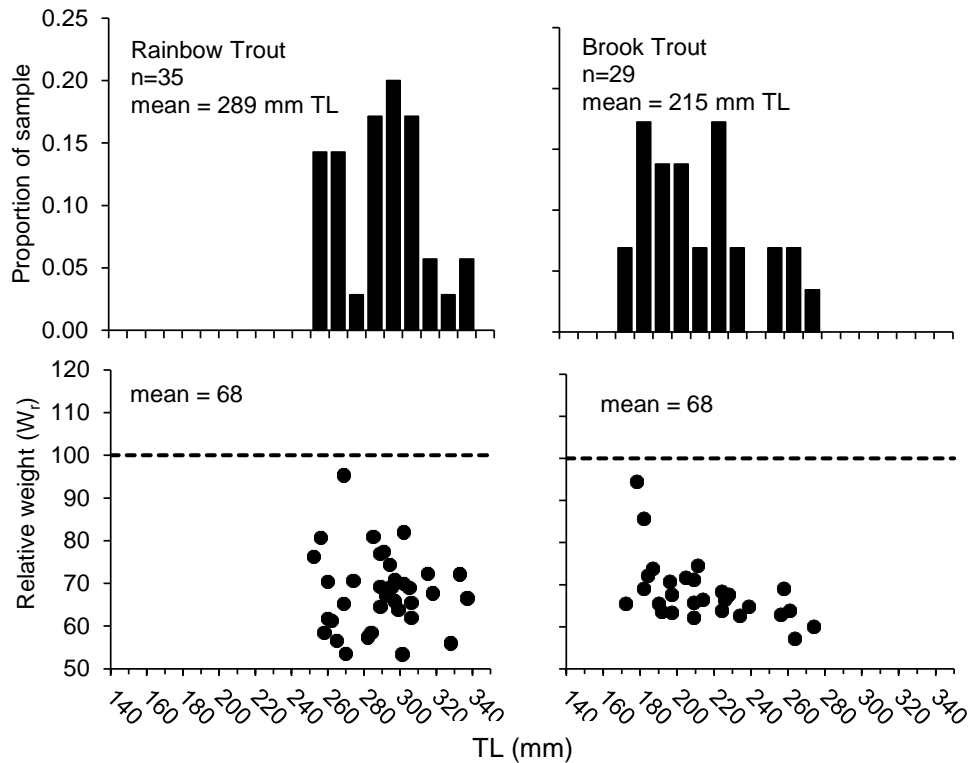 0.25
0.20
0.15
0.10
0.05
0.00
Proportion of sample
Rainbow Trout
n=35
mean = 289 mm TL
Brook Trout
n=29
mean = 215 mm TL
120
110
100
90
80
70
60
50
Relative weight (Wr)
mean = 68
mean = 68
140 160 180 200 220 240 260 280 300 320 340
140 160 180 200 220 240 260 280 300 320 340
TL (mm)